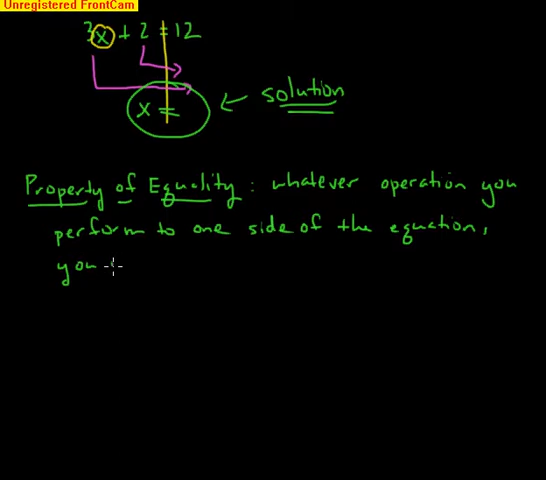 Unregistered FrontCam
3x + 2 = 12
x =
solution
Property of Equality : whatever operation you
perform to one side of the equation,
you